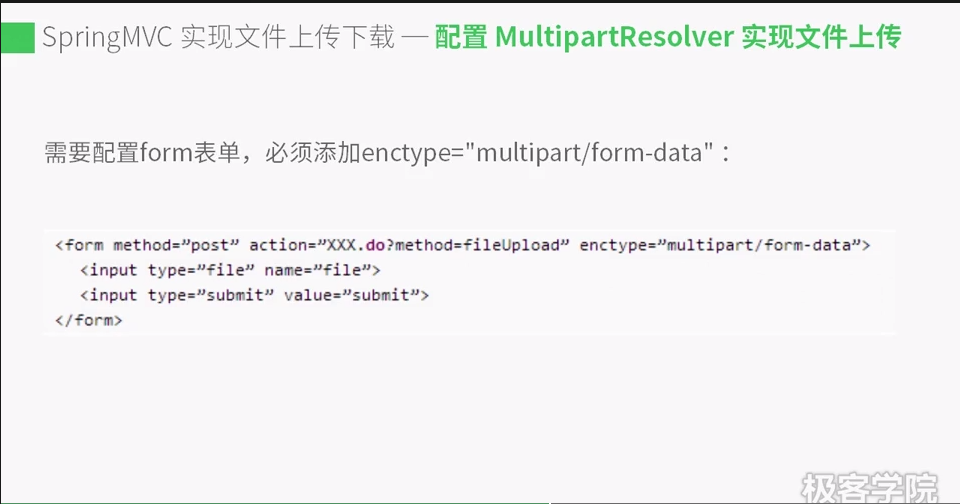 SpringMVC 实现文件上传下载 — 配置 MultipartResolver 实现文件上传
需要配置form表单，必须添加enctype="multipart/form-data"：
<form method=”post” action=”XXX.do?method=fileUpload” enctype=”multipart/form-data”>
<input type=”file” name=”file”>
<input type=”submit” value=”submit”>
</form>
极客学院